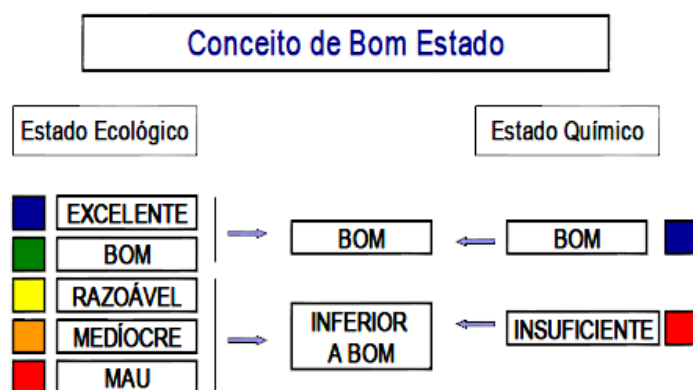 Conceito de Bom Estado
Estado Ecológico
Estado Químico
EXCELENTE
BOM
RAZOÁVEL
MEDÍOCRE
MAU
BOM
INFERIOR
A BOM
BOM
INSUFICIENTE